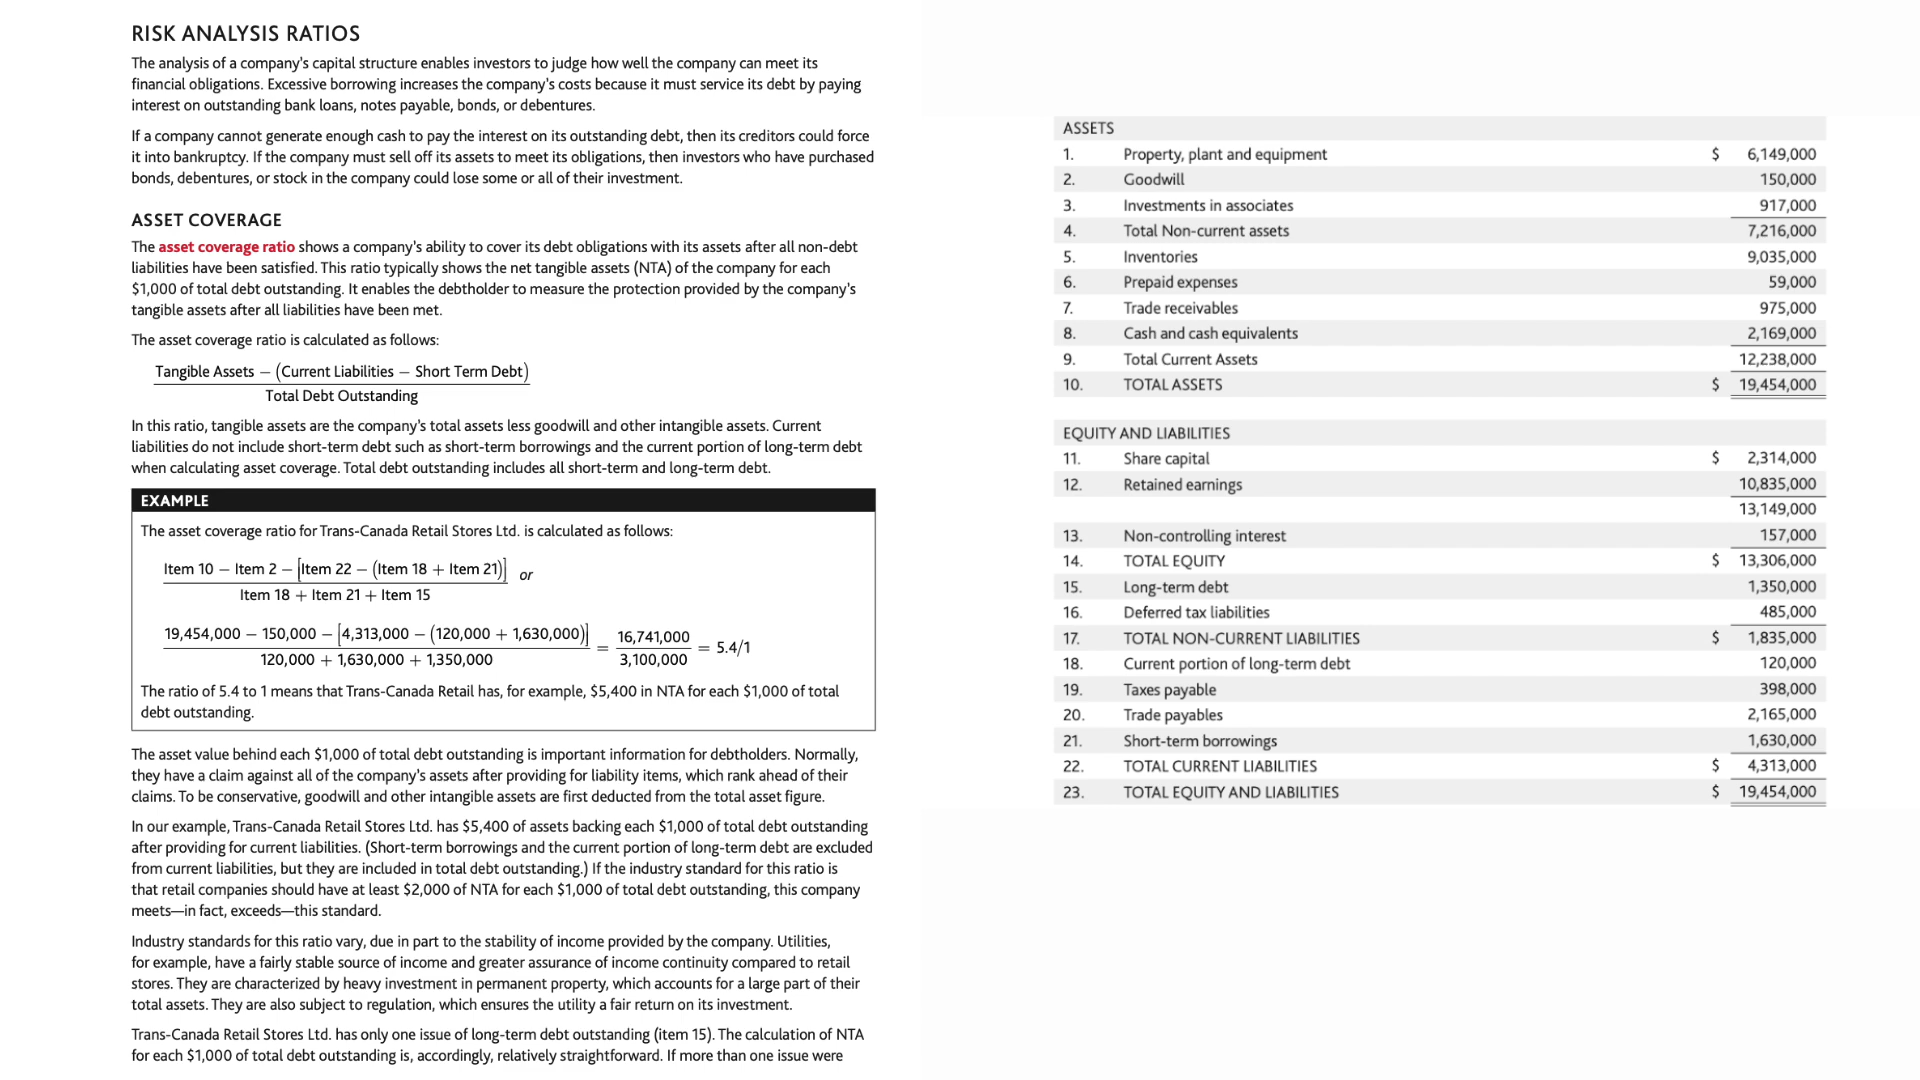 RISK ANALYSIS RATIOS
The analysis of a company's capital structure enables investors to judge how well the company can meet its
financial obligations. Excessive borrowing increases the company's costs because it must service its debt by paying
interest on outstanding bank loans, notes payable, bonds, or debentures.
If a company cannot generate enough cash to pay the interest on its outstanding debt, then its creditors could force
it into bankruptcy. If the company must sell off its assets to meet its obligations, then investors who have purchased
bonds, debentures, or stock in the company could lose some or all of their investment.
ASSET COVERAGE
The asset coverage ratio shows a company's ability to cover its debt obligations with its assets after all non-debt
liabilities have been satisfied. This ratio typically shows the net tangible assets (NTA) of the company for each
$1,000 of total debt outstanding. It enables the debtholder to measure the protection provided by the company's
tangible assets after all liabilities have been met.
The asset coverage ratio is calculated as follows:
Tangible Assets − (Current Liabilities − Short Term Debt)
Total Debt Outstanding
In this ratio, tangible assets are the company's total assets less goodwill and other intangible assets. Current
liabilities do not include short-term debt such as short-term borrowings and the current portion of long-term debt
when calculating asset coverage. Total debt outstanding includes all short-term and long-term debt.
EXAMPLE
The asset coverage ratio for Trans-Canada Retail Stores Ltd. is calculated as follows:
Item 10 − Item 2 − [Item 22 − (Item 18 + Item 21)] or
Item 18 + Item 21 + Item 15
19,454,000 − 150,000 − [4,313,000 − (120,000 + 1,630,000)] = 16,741,000 = 5.4/1
120,000 + 1,630,000 + 1,350,000 3,100,000
The ratio of 5.4 to 1 means that Trans-Canada Retail has, for example, $5,400 in NTA for each $1,000 of total
debt outstanding.
The asset value behind each $1,000 of total debt outstanding is important information for debtholders. Normally,
they have a claim against all of the company's assets after providing for liability items, which rank ahead of their
claims. To be conservative, goodwill and other intangible assets are first deducted from the total asset figure.
In our example, Trans-Canada Retail Stores Ltd. has $5,400 of assets backing each $1,000 of total debt outstanding
after providing for current liabilities. (Short-term borrowings and the current portion of long-term debt are excluded
from current liabilities, but they are included in total debt outstanding.) If the industry standard for this ratio is
that retail companies should have at least $2,000 of NTA for each $1,000 of total debt outstanding, this company
meets—in fact, exceeds—this standard.
Industry standards for this ratio vary, due in part to the stability of income provided by the company. Utilities,
for example, have a fairly stable source of income and greater assurance of income continuity compared to retail
stores. They are characterized by heavy investment in permanent property, which accounts for a large part of their
total assets. They are also subject to regulation, which ensures the utility a fair return on its investment.
Trans-Canada Retail Stores Ltd. has only one issue of long-term debt outstanding (item 15). The calculation of NTA
for each $1,000 of total debt outstanding is, accordingly, relatively straightforward. If more than one issue were
ASSETS
1. Property, plant and equipment $ 6,149,000
2. Goodwill 150,000
3. Investments in associates 917,000
4. Total Non-current assets 7,216,000
5. Inventories 9,035,000
6. Prepaid expenses 59,000
7. Trade receivables 975,000
8. Cash and cash equivalents 2,169,000
9. Total Current Assets 12,238,000
10. TOTAL ASSETS $ 19,454,000
EQUITY AND LIABILITIES
11. Share capital $ 2,314,000
12. Retained earnings 10,835,000
13,149,000
13. Non-controlling interest 157,000
14. TOTAL EQUITY $ 13,306,000
15. Long-term debt 1,350,000
16. Deferred tax liabilities 485,000
17. TOTAL NON-CURRENT LIABILITIES $ 1,835,000
18. Current portion of long-term debt 120,000
19. Taxes payable 398,000
20. Trade payables 2,165,000
21. Short-term borrowings 1,630,000
22. TOTAL CURRENT LIABILITIES $ 4,313,000
23. TOTAL EQUITY AND LIABILITIES $ 19,454,000